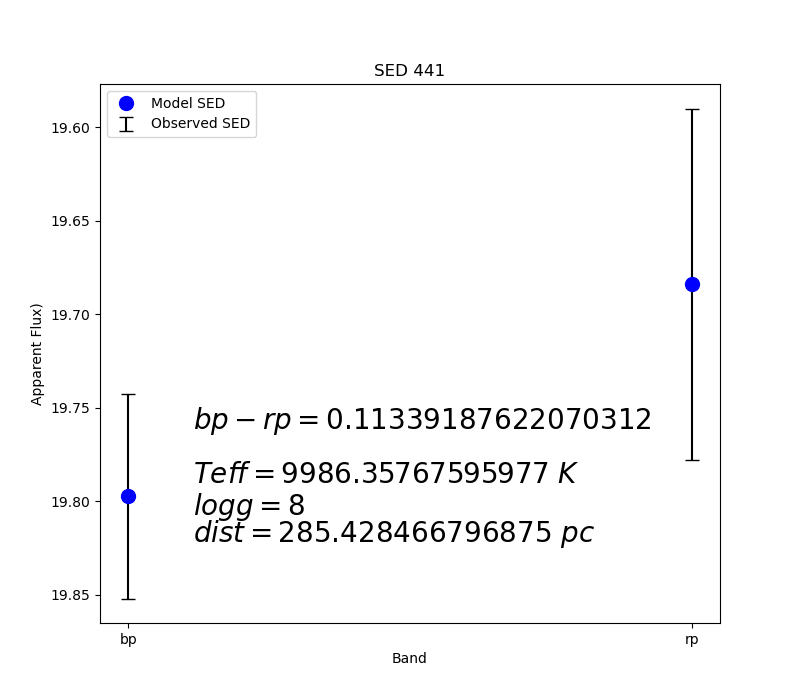 SED 441
Model SED
Observed SED
19.60
19.65
19.70
19.75
19.80
19.85
Apparent Flux)
bp − rp = 0.11339187622070312
Teff = 9986.35767595977 K
logg = 8
dist = 285.428466796875 pc
bp
rp
Band